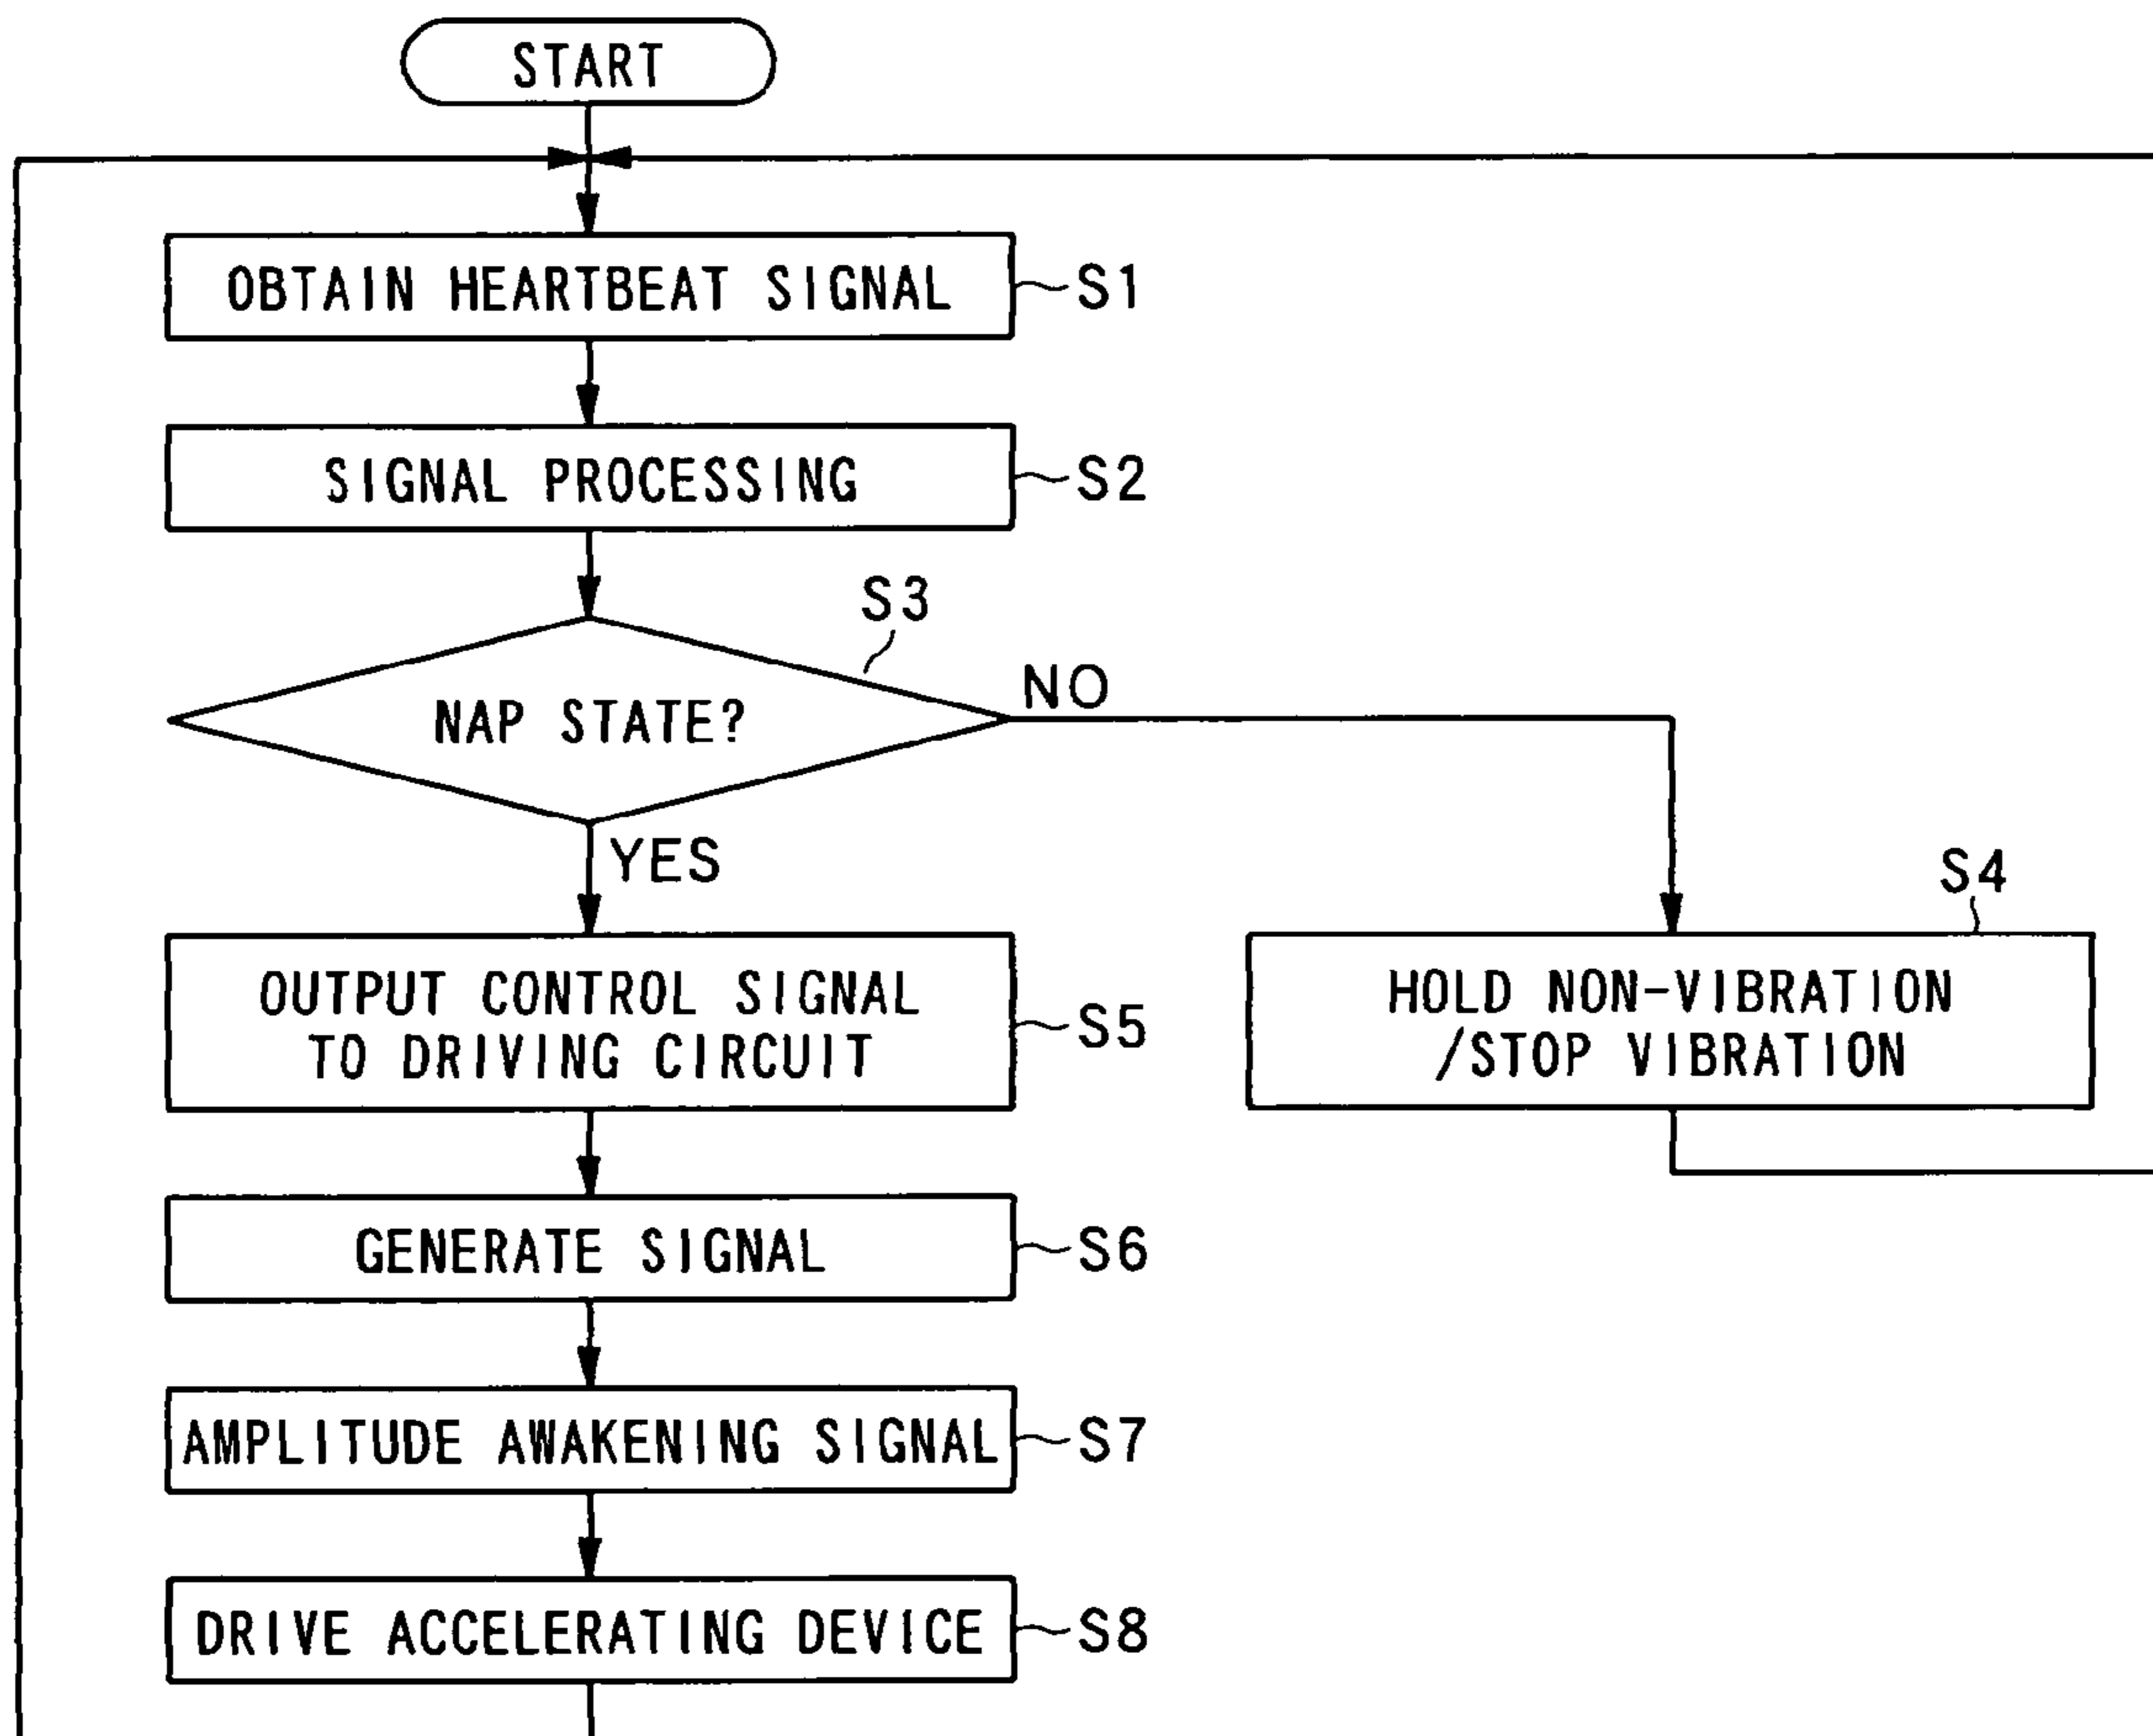 START
OBTAIN HEARTBEAT SIGNAL
S1
SIGNAL PROCESSING
S2
S3
NAP STATE?
NO
YES
S4
OUTPUT CONTROL SIGNAL
TO DRIVING CIRCUIT
S5
HOLD NON-VIBRATION
/STOP VIBRATION
GENERATE SIGNAL
S6
AMPLITUDE AWAKENING SIGNAL
S7
DRIVE ACCELERATING DEVICE
S8